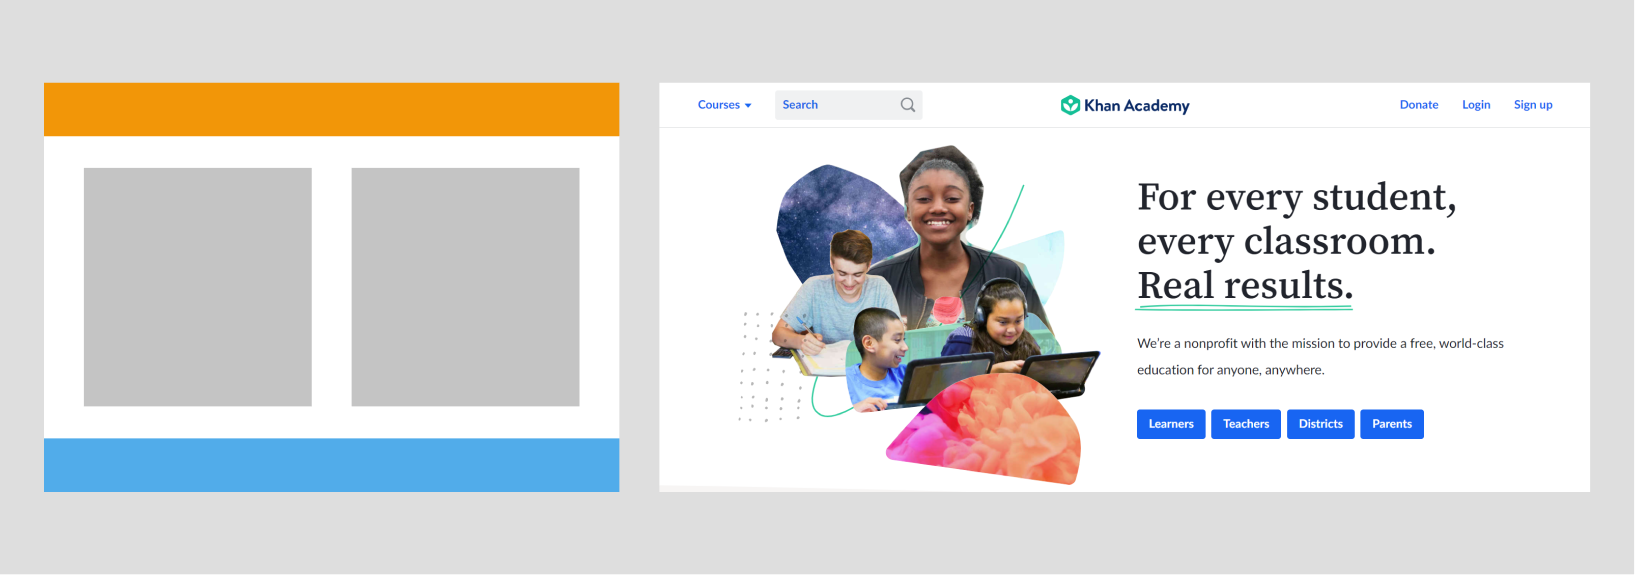 Courses
Search
Khan Academy
Donate
Login
Sign up
For every student,
every classroom.
Real results.
We're a nonprofit with the mission to provide a free, world-class
education for anyone, anywhere.
Learners
Teachers
Districts
Parents